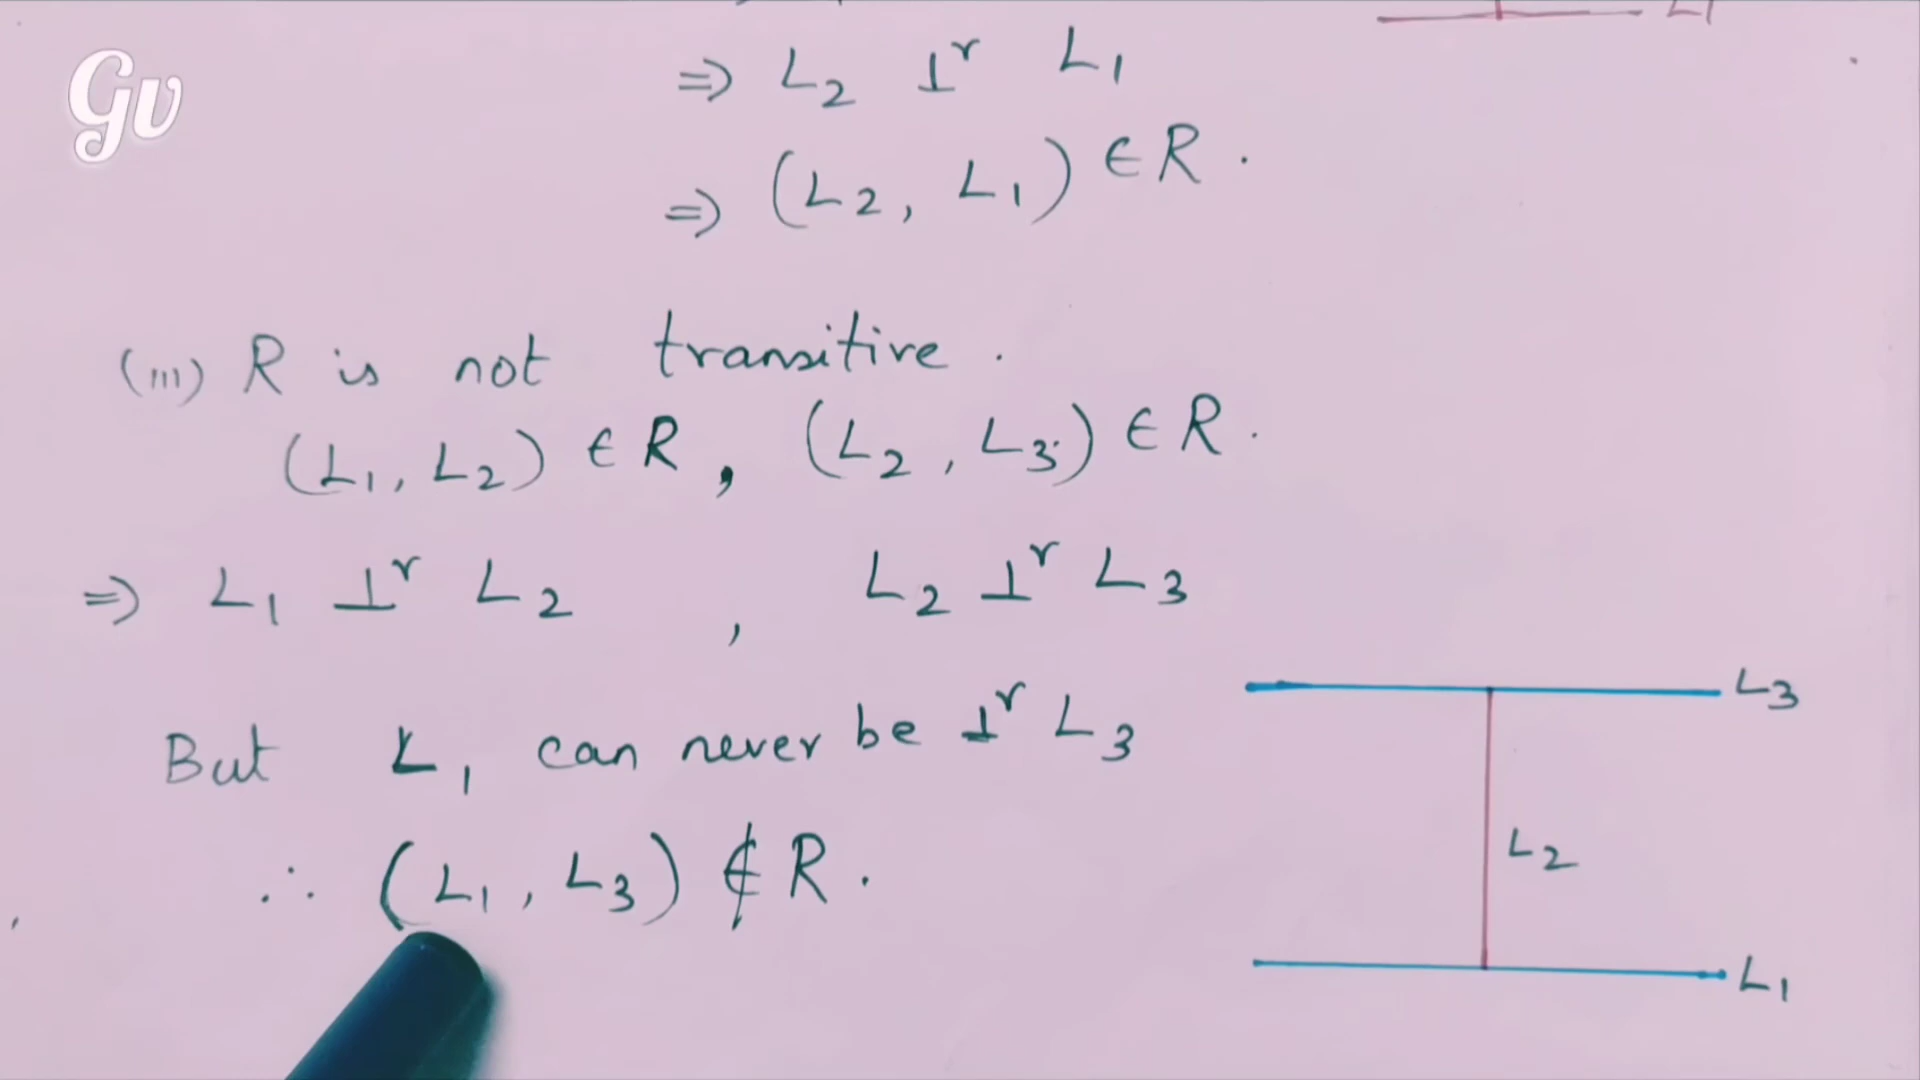 L1
Gv
⇒ L2 ⊥r L1
⇒ (L2, L1) ∈ R.
(iii) R is not transitive.
(L1, L2) ∈ R, (L2, L3) ∈ R.
⇒ L1 ⊥r L2, L2 ⊥r L3
But L1 can never be ⊥r L3
∴ (L1, L3) ∉ R.
L3
L2
L1